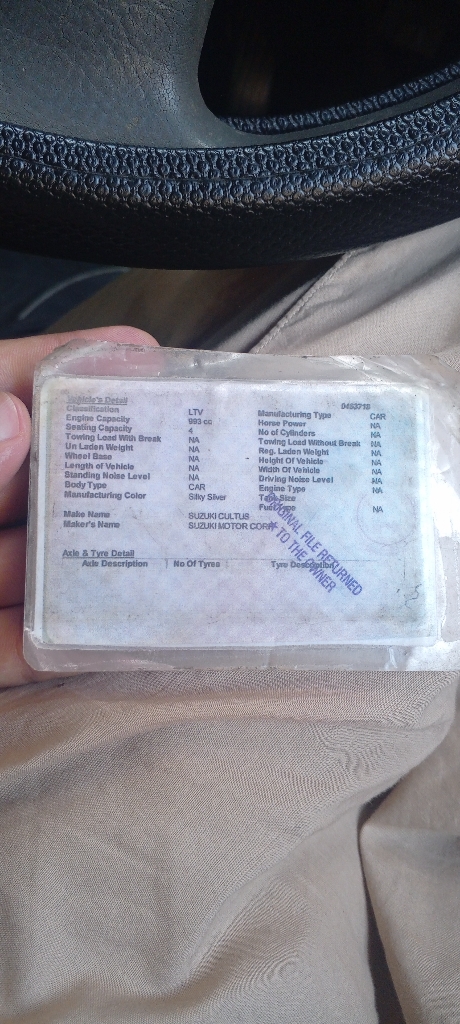 0453718
Vehicle's Detail
Classification LTV Manufacturing Type CAR
Engine Capacity 993 cc Horse Power NA
Seating Capacity 4 No of Cylinders NA
Towing Load With Break NA Towing Load Without Break NA
Un Laden Weight NA Reg. Laden Weight NA
Wheel Base NA Height Of Vehicle NA
Length of Vehicle NA Width Of Vehicle NA
Standing Noise Level NA Driving Noise Level NA
Body Type CAR Engine Type NA
Manufacturing Color Silky Silver Tank Size
Fuel Type NA
Make Name SUZUKI CULTUS
Maker's Name SUZUKI MOTOR CORP.
ORIGINAL FILE RETURNED
★ TO THE OWNER
Axle & Tyre Detail
Axle Description No Of Tyres Tyre Description